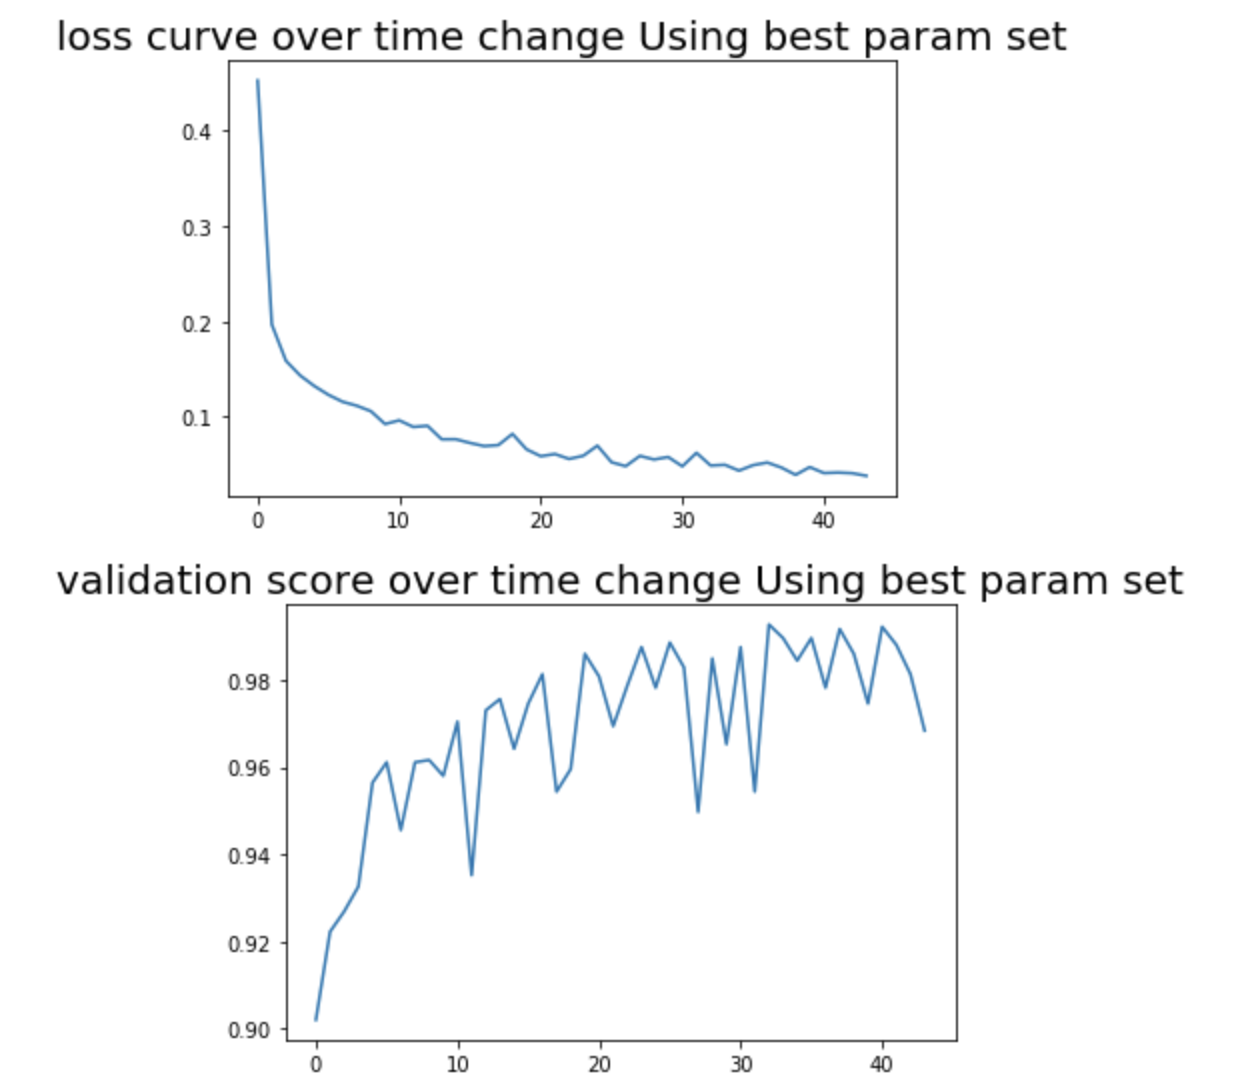 loss curve over time change Using best param set
0.4
0.3
0.2
0.1
0 10 20 30 40
validation score over time change Using best param set
0.98
0.96
0.94
0.92
0.90
0 10 20 30 40